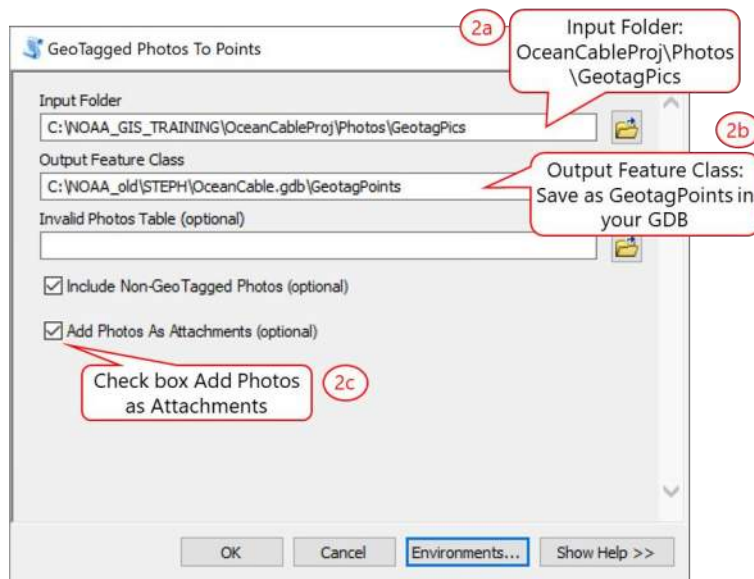 2a
Input Folder:
OceanCableProj\Photos
\GeotagPics
GeoTagged Photos To Points
Input Folder
C:\NOAA_GIS_TRAINING\OceanCableProj\Photos\GeotagPics
2b
Output Feature Class
C:\NOAA_old\STEPH\OceanCable.gdb\GeotagPoints
Output Feature Class:
Save as GeotagPoints in
your GDB
Invalid Photos Table (optional)
Include Non-GeoTagged Photos (optional)
Add Photos As Attachments (optional)
Check box Add Photos
as Attachments
2c
OK
Cancel
Environments...
Show Help >>